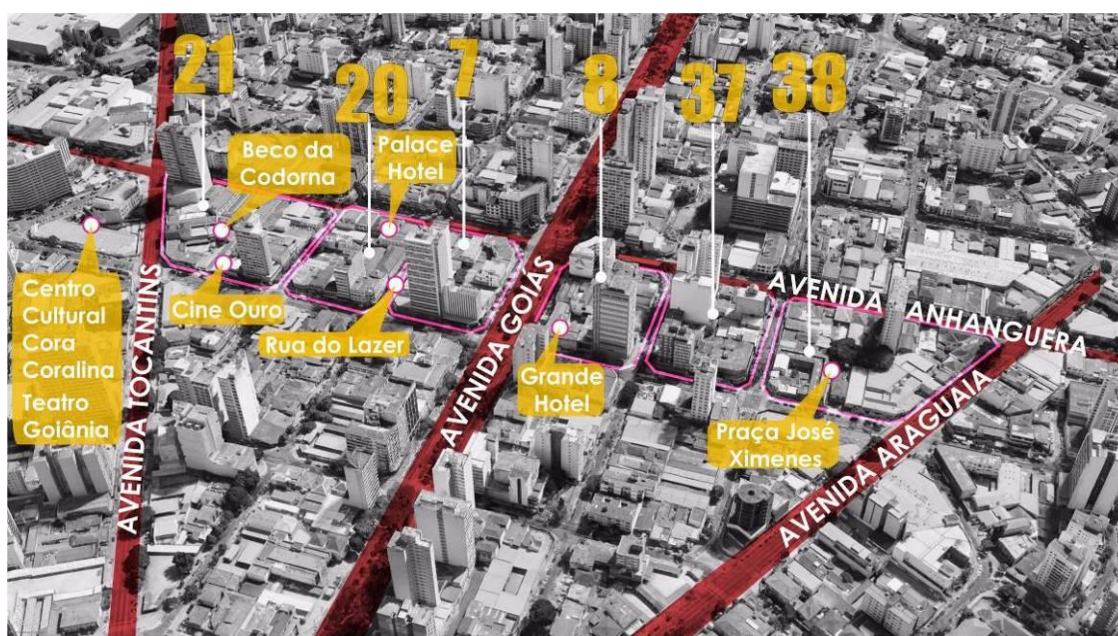 21
20
7
8
37
38
Beco da
Codorna
Palace
Hotel
Centro
Cultural
Cora
Coralina
Teatro
Goiânia
Cine Ouro
Rua do Lazer
Grande
Hotel
Praça José
Ximenes
AVENIDA TOCANTINS
AVENIDA GOIÁS
AVENIDA ANHANGUERA
AVENIDA ARAGUAIA